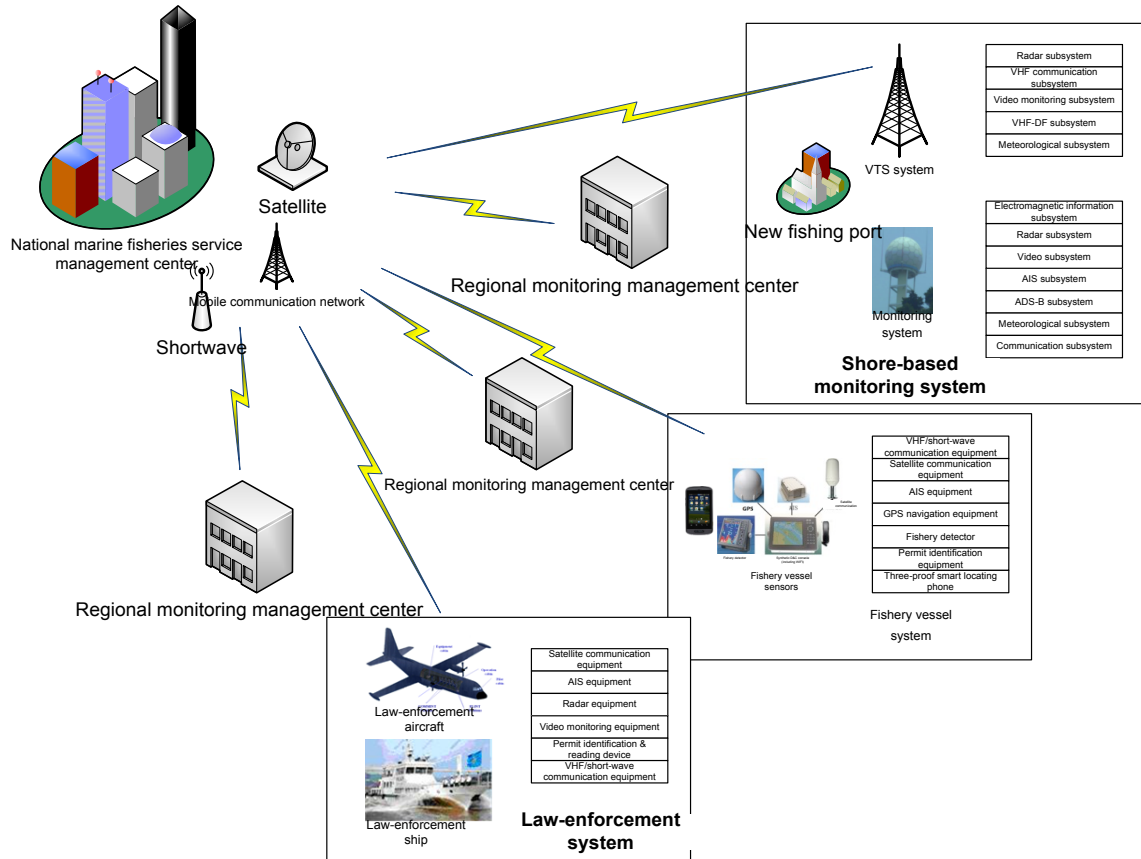 Radar subsystem
VHF communication
subsystem
Video monitoring subsystem
VHF-DF subsystem
Meteorological subsystem
VTS system
Satellite
National marine fisheries service
management center
Mobile communication network
Shortwave
Regional monitoring management center
New fishing port
Electromagnetic information
subsystem
Radar subsystem
Video subsystem
AIS subsystem
ADS-B subsystem
Meteorological subsystem
Communication subsystem
Monitoring
system
Shore-based
monitoring system
Regional monitoring management center
Regional monitoring management center
VHF/short-wave
communication equipment
Satellite communication
equipment
AIS equipment
GPS navigation equipment
Fishery detector
Permit identification
equipment
Three-proof smart locating
phone
GPS
AIS
Satellite
communication
Fishery detector
Fishery vessel
sensors
Fishery vessel
system
Satellite communication
equipment
AIS equipment
Radar equipment
Video monitoring equipment
Permit identification &
reading device
VHF/short-wave
communication equipment
Law-enforcement
aircraft
Law-enforcement
ship
Law-enforcement
system